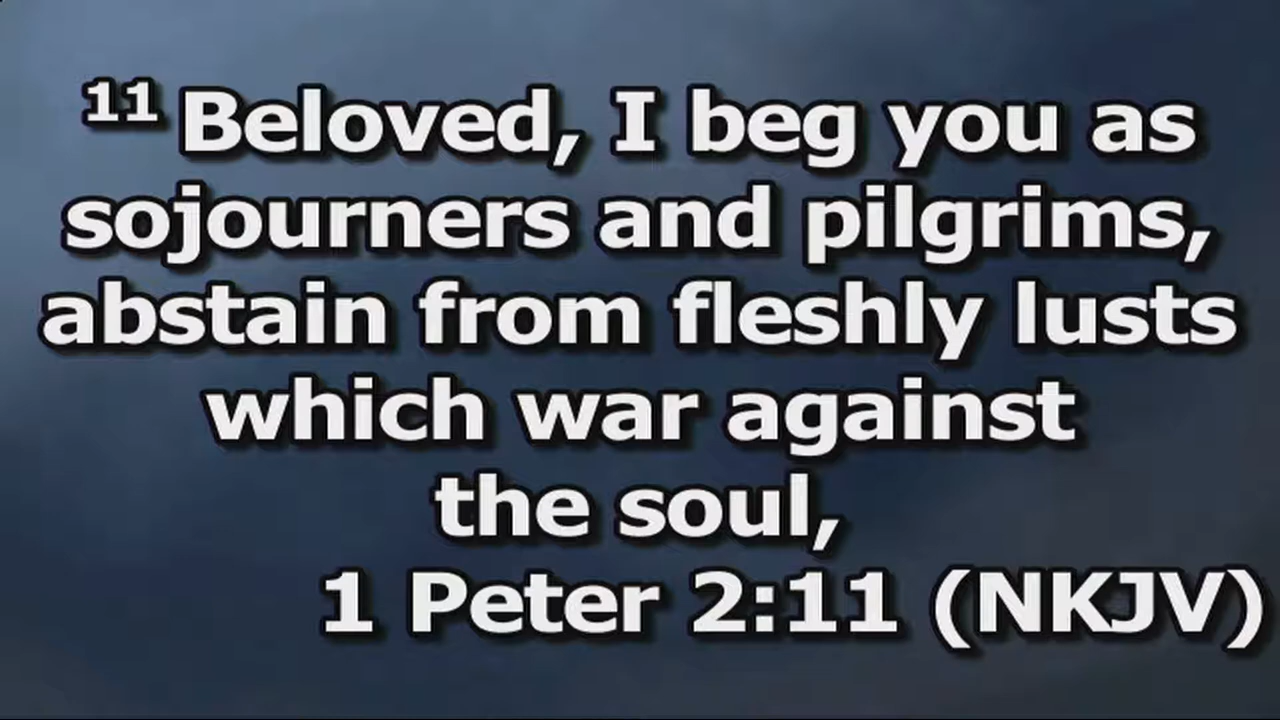 11 Beloved, I beg you as
sojourners and pilgrims,
abstain from fleshly lusts
which war against
the soul,
1 Peter 2:11 (NKJV)